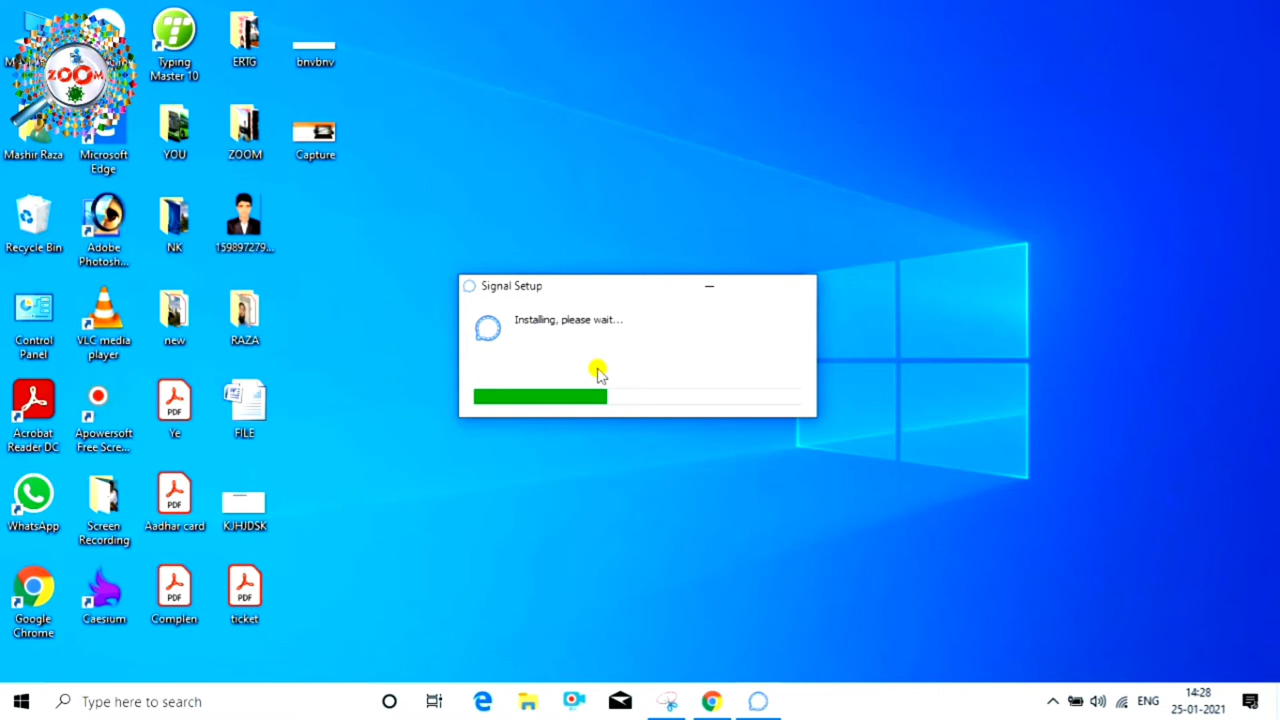 ZOOM
Typing
Master 10
ERTG
bnvbnv
Mashir Raza
Microsoft
Edge
YOU
ZOOM
Capture
Recycle Bin
Adobe
Photosh...
NK
159897279...
Control
Panel
VLC media
player
new
RAZA
Acrobat
Reader DC
Apowersoft
Free Scree...
PDF
Ye
FILE
WhatsApp
Screen
Recording
PDF
Aadhar card
KJHJDSK
Google
Chrome
Caesium
PDF
Complen
PDF
ticket
Signal Setup
Installing, please wait...
Type here to search
ENG
14:28
25-01-2021